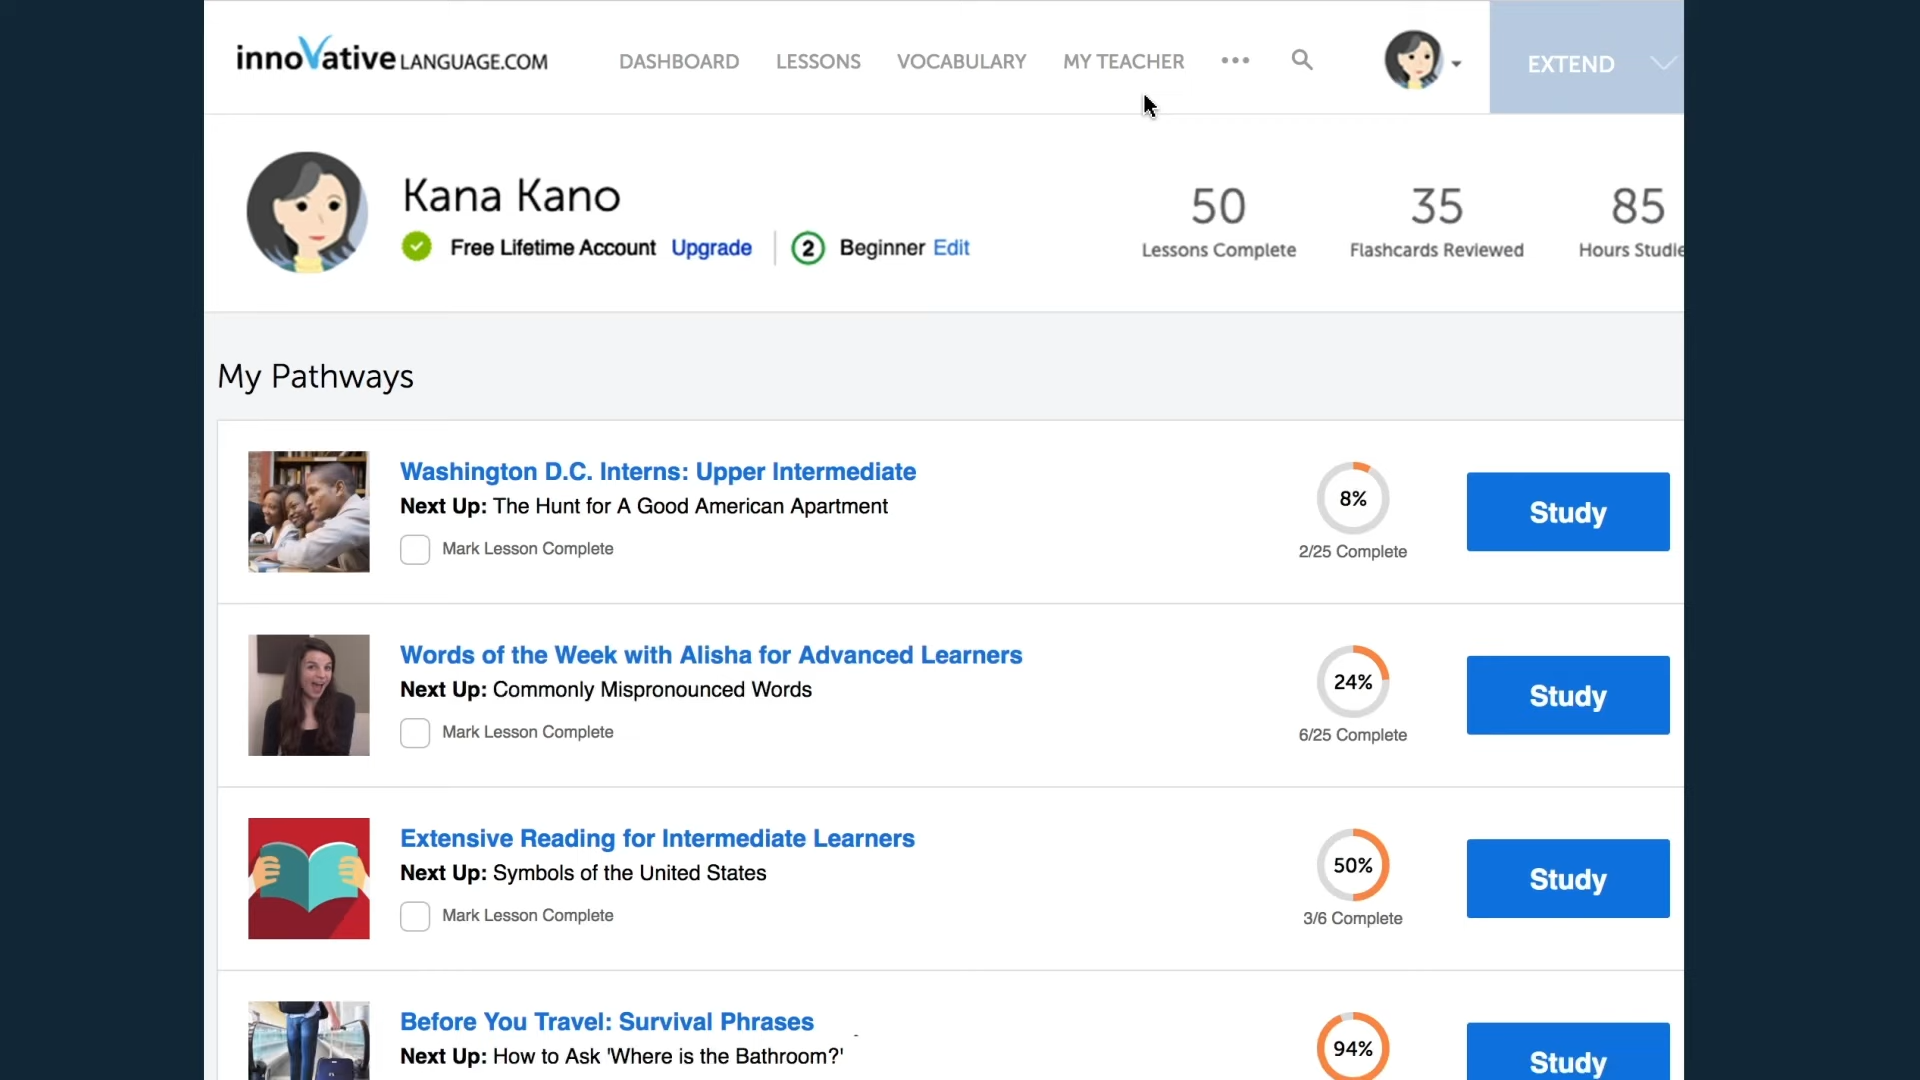 innoVative LANGUAGE.COM
DASHBOARD
LESSONS
VOCABULARY
MY TEACHER
EXTEND
Kana Kano
Free Lifetime Account Upgrade
2 Beginner Edit
50
Lessons Complete
35
Flashcards Reviewed
85
Hours Studie
My Pathways
Washington D.C. Interns: Upper Intermediate
Next Up: The Hunt for A Good American Apartment
Mark Lesson Complete
8%
2/25 Complete
Study
Words of the Week with Alisha for Advanced Learners
Next Up: Commonly Mispronounced Words
Mark Lesson Complete
24%
6/25 Complete
Study
Extensive Reading for Intermediate Learners
Next Up: Symbols of the United States
Mark Lesson Complete
50%
3/6 Complete
Study
Before You Travel: Survival Phrases
Next Up: How to Ask 'Where is the Bathroom?'
94%
Study